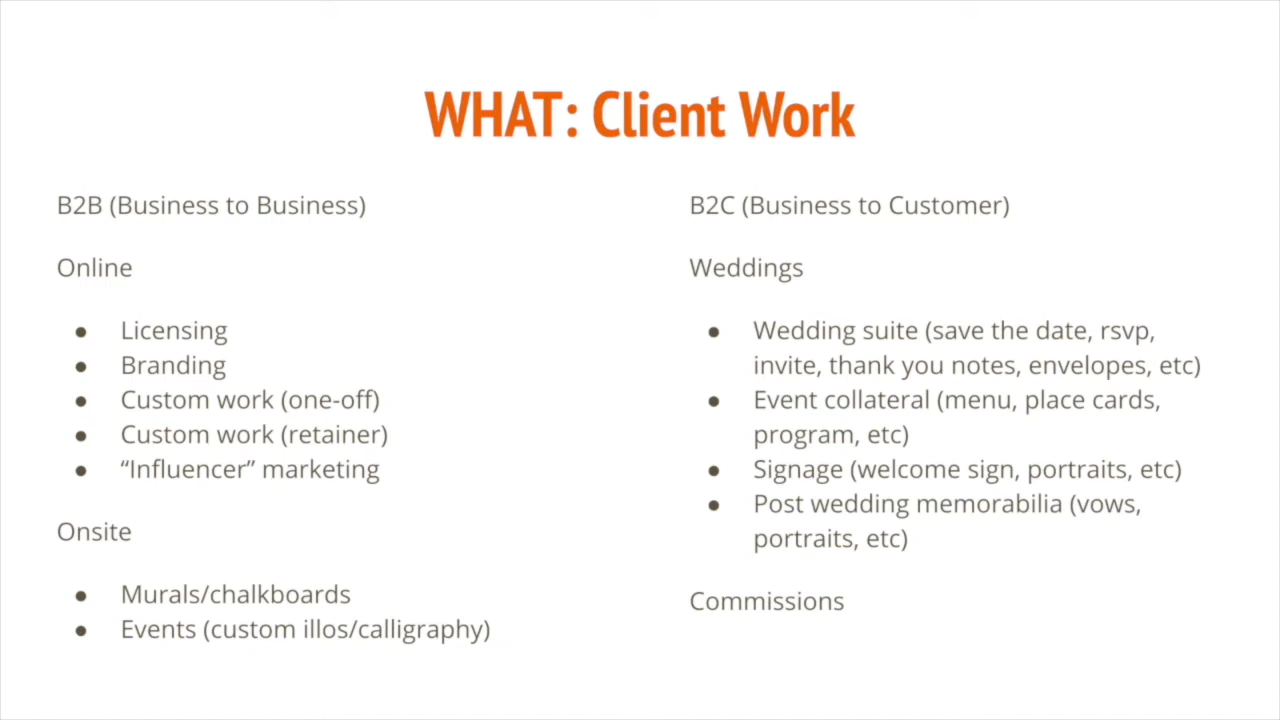 WHAT: Client Work
B2B (Business to Business)
Online
● Licensing
● Branding
● Custom work (one-off)
● Custom work (retainer)
● “Influencer” marketing
Onsite
● Murals/chalkboards
● Events (custom illos/calligraphy)
B2C (Business to Customer)
Weddings
● Wedding suite (save the date, rsvp,
invite, thank you notes, envelopes, etc)
● Event collateral (menu, place cards,
program, etc)
● Signage (welcome sign, portraits, etc)
● Post wedding memorabilia (vows,
portraits, etc)
Commissions